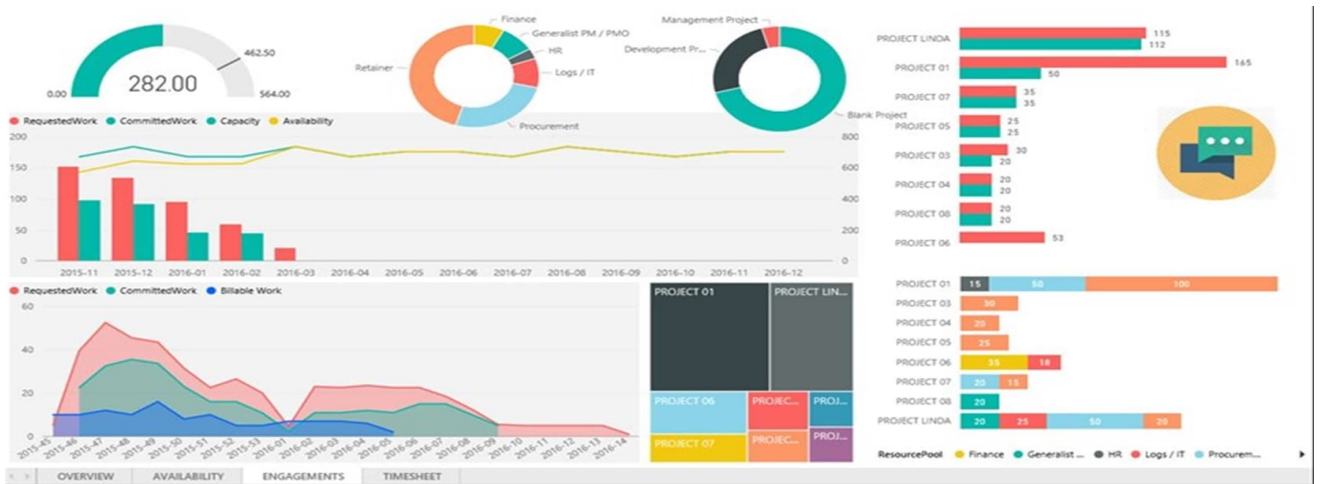 462.50
282.00
0.00
564.00
Finance
Generalist PM / PMO
HR
Logs / IT
Retainer
Procurement
Management Project
Development Pr...
Blank Project
RequestedWork CommittedWork Capacity Availability
200
150
100
50
0
800
600
400
200
0
2015-11 2015-12 2016-01 2016-02 2016-03 2016-04 2016-05 2016-06 2016-07 2016-08 2016-09 2016-10 2016-11 2016-12
RequestedWork CommittedWork Billable Work
60
40
20
0
2015-45 2015-46 2015-47 2015-48 2015-49 2015-50 2015-51 2015-52 2015-53 2016-01 2016-02 2016-03 2016-04 2016-05 2016-06 2016-07 2016-08 2016-09 2016-10 2016-11 2016-12 2016-13 2016-14
PROJECT 01
PROJECT LIN...
PROJECT 06
PROJEC...
PROJ...
PROJECT 07
PROJEC...
PROJ...
PROJECT LINDA 115
112
PROJECT 01 165
50
PROJECT 07 35
35
PROJECT 05 25
25
PROJECT 03 30
20
PROJECT 04 20
20
PROJECT 08 20
20
PROJECT 06 53
PROJECT 01 15 50 100
PROJECT 03 30
PROJECT 04 20
PROJECT 05 25
PROJECT 06 35 18
PROJECT 07 20 15
PROJECT 08 20
PROJECT LINDA 20 25 50 20
ResourcePool Finance Generalist ... HR Logs / IT Procurem...
OVERVIEW AVAILABILITY ENGAGEMENTS TIMESHEET